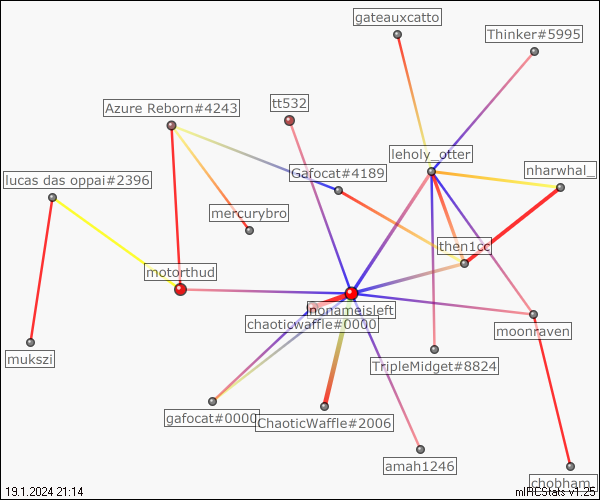 gateauxcatto
Thinker#5995
Azure Reborn#4243
tt532
leholy_otter
lucas das oppai#2396
Gafocat#4189
nharwhal_
mercurybro
then1cc
motorthud
nonameisleft
chaoticwaffle#0000
moonraven
mukszi
TripleMidget#8824
gafocat#0000
ChaoticWaffle#2006
amah1246
chobham_
19.1.2024 21:14
mIRCStats v1.25